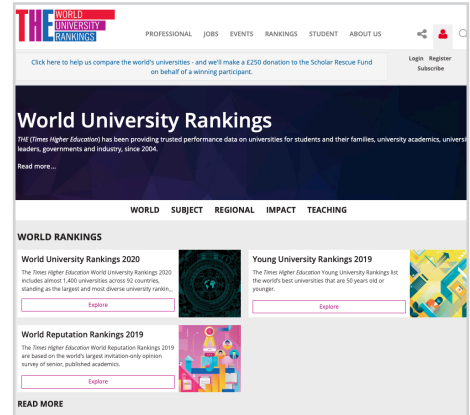 THE WORLD
UNIVERSITY
RANKINGS
PROFESSIONAL JOBS EVENTS RANKINGS STUDENT ABOUT US
Click here to help us compare the world's universities - and we'll make a £250 donation to the Scholar Rescue Fund
on behalf of a winning participant.
Login Register
Subscribe
World University Rankings
THE (Times Higher Education) has been providing trusted performance data on universities for students and their families, university academics, universit
leaders, governments and industry, since 2004.
Read more...
WORLD SUBJECT REGIONAL IMPACT TEACHING
WORLD RANKINGS
World University Rankings 2020
The Times Higher Education World University Rankings 2020
includes almost 1,400 universities across 92 countries,
standing as the largest and most diverse university rankin...
Explore
Young University Rankings 2019
The Times Higher Education Young University Rankings list
the world's best universities that are 50 years old or
younger.
Explore
World Reputation Rankings 2019
The Times Higher Education World Reputation Rankings 2019
are based on the world's largest invitation-only opinion
survey of senior, published academics.
Explore
READ MORE